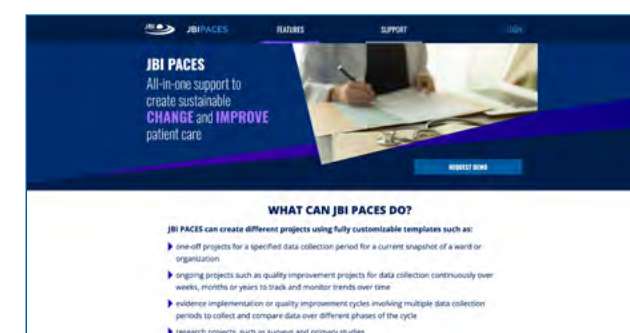 JBI JBIPACES FEATURES SUPPORT LOGIN
JBI PACES
All-in-one support to
create sustainable
CHANGE and IMPROVE
patient care
REQUEST DEMO
WHAT CAN JBI PACES DO?
JBI PACES can create different projects using fully customizable templates such as:
one-off projects for a specified data collection period for a current snapshot of a ward or
organization
ongoing projects such as quality improvement projects for data collection continuously over
weeks, months or years to track and monitor trends over time
evidence implementation or quality improvement cycles involving multiple data collection
periods to collect and compare data over different phases of the cycle
research projects, such as surveys and primary studies